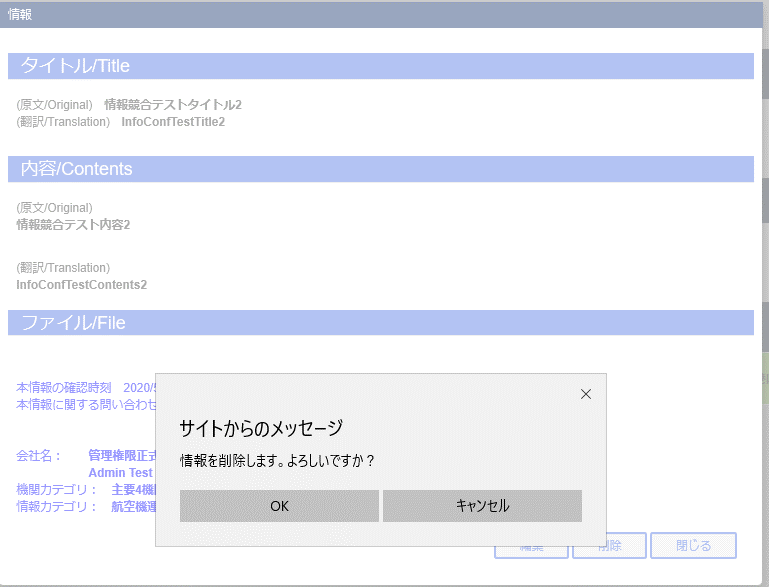 情報
タイトル/Title
(原文/Original) 情報競合テストタイトル2
(翻訳/Translation) InfoConfTestTitle2
内容/Contents
(原文/Original)
情報競合テスト内容2
(翻訳/Translation)
InfoConfTestContents2
ファイル/File
本情報の確認時刻 2020/
本情報に関する問い合わせ
サイトからのメッセージ
情報を削除します。よろしいですか？
OK キャンセル
会社名： 管理権限正式
Admin Test
機関カテゴリ： 主要4機
情報カテゴリ： 航空機運
編集 削除 閉じる